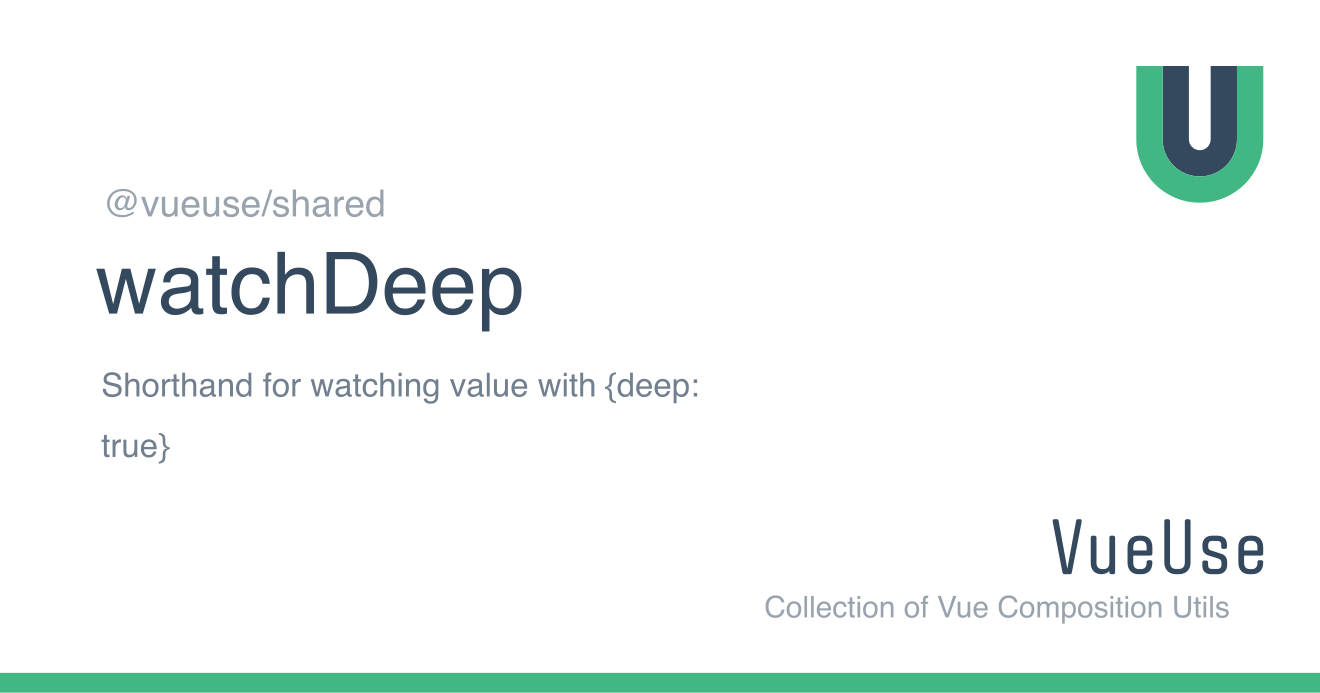 @vueuse/shared
watchDeep
Shorthand for watching value with {deep:
true}
VueUse
Collection of Vue Composition Utils